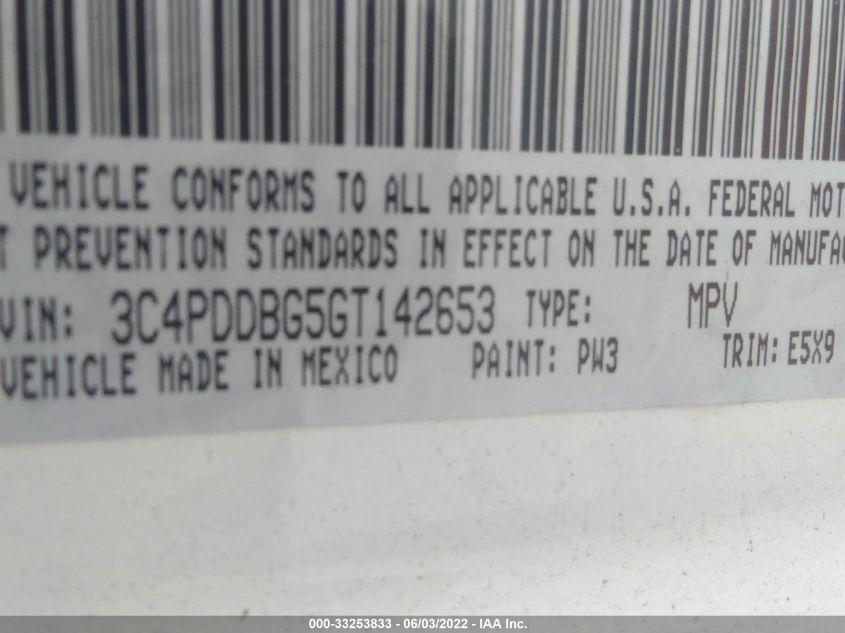 VEHICLE CONFORMS TO ALL APPLICABLE U.S.A. FEDERAL MOT
T PREVENTION STANDARDS IN EFFECT ON THE DATE OF MANUFAC
VIN: 3C4PDDBG5GT142653 TYPE: MPV
VEHICLE MADE IN MEXICO PAINT: PW3 TRIM: E5X9
000-33253833 - 06/03/2022 - IAA Inc.